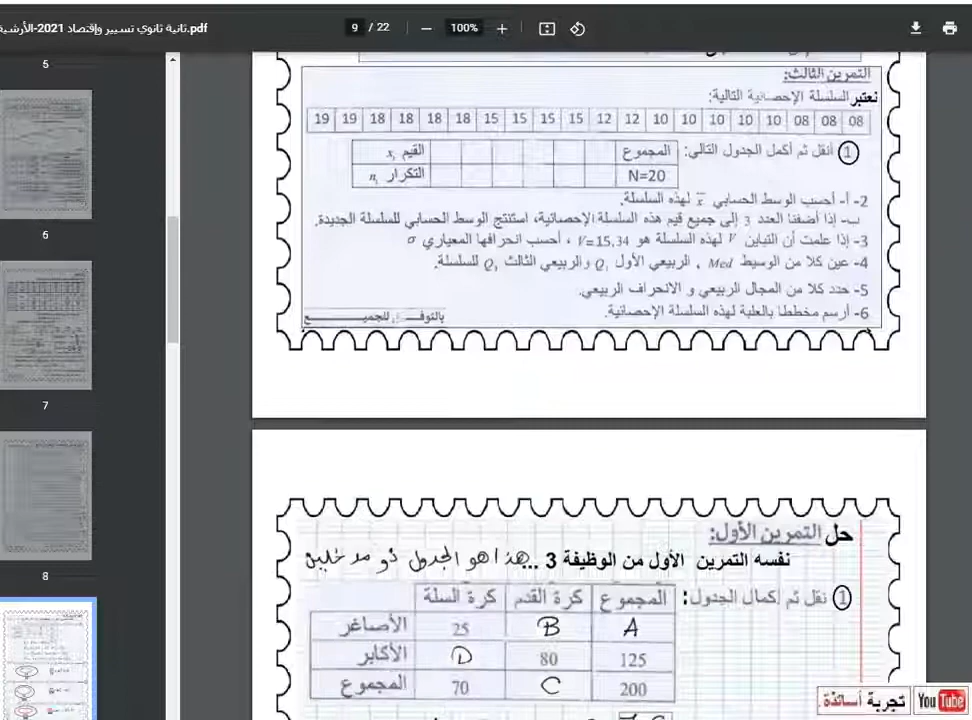 ثانية ثانوي تسيير وإقتصاد 2021-الأرشي
.pdf
9 / 22
100%
5
6
7
8
التمرين الثالث:
نعتبر السلسلة الإحصائية التالية:
19 19 18 18 18 18 15 15 15 15 12 12 10 10 10 10 10 08 08 08
1 أنقل ثم أكمل الجدول التالي:
القيم xᵢ المجموع
التكرار nᵢ N=20
2- أ- أحسب الوسط الحسابي x̅ لهذه السلسلة.
ب- إذا أضفنا العدد 3 إلى جميع قيم هذه السلسلة الإحصائية، استنتج الوسط الحسابي للسلسلة الجديدة.
3- إذا علمت أن التباين V لهذه السلسلة هو V=15,34 ، أحسب انحرافها المعياري σ
4- عين كلا من الوسيط Med ، الربيعي الأول Q₁ والربيعي الثالث Q₃ للسلسلة.
5- حدد كلا من المجال الربيعي و الانحراف الربيعي.
6- أرسم مخططا بالعلبة لهذه السلسلة الإحصائية.
بالتوفـــيق للجميـــــــع
حل التمرين الأول:
نفسه التمرين الأول من الوظيفة 3 ...هذا هو الجدول ذو مدخلين
1 نقل ثم إكمال الجدول:
كرة السلة كرة القدم المجموع
الأصاغر 25 B A
الأكابر D 80 125
المجموع 70 C 200
تجربة أساتذة YouTube